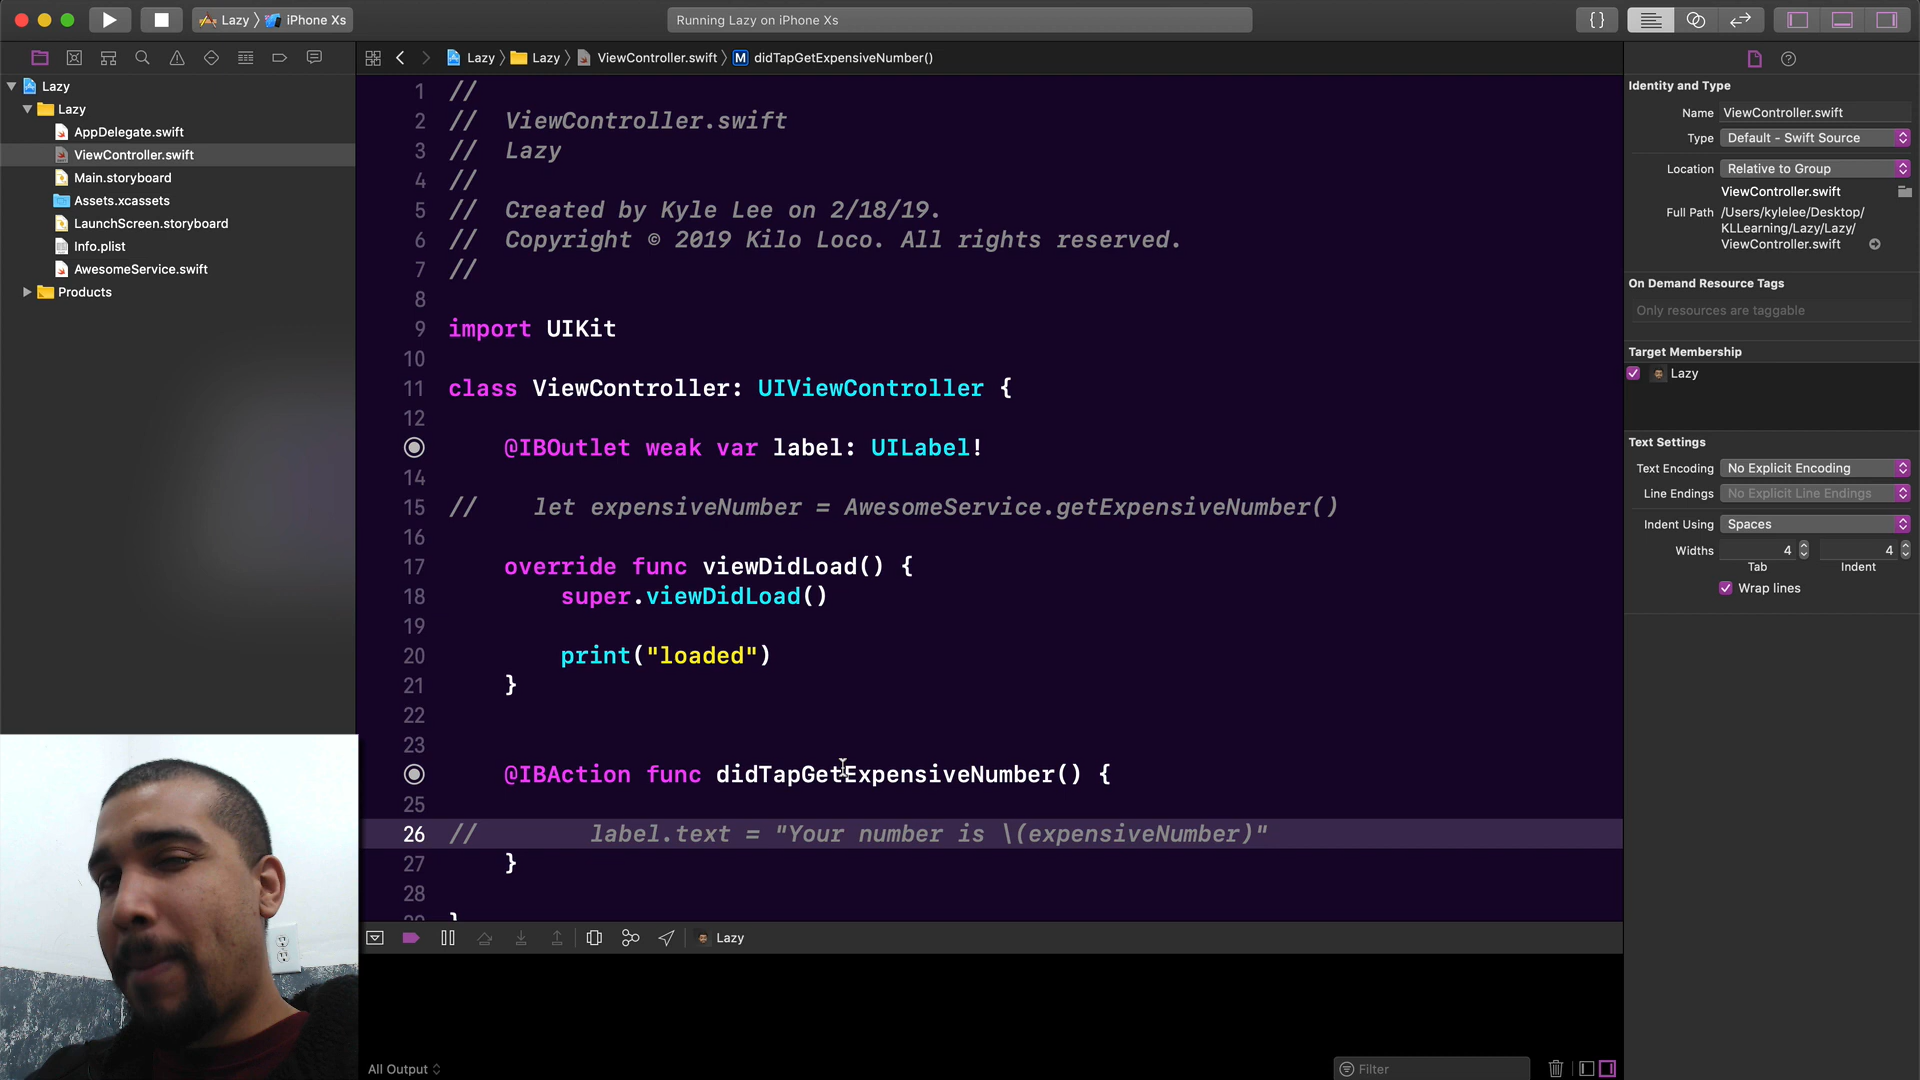 Lazy
iPhone Xs
Running Lazy on iPhone Xs
{}
Lazy
Lazy
AppDelegate.swift
ViewController.swift
Main.storyboard
Assets.xcassets
LaunchScreen.storyboard
Info.plist
AwesomeService.swift
Products
Lazy
Lazy
ViewController.swift
M didTapGetExpensiveNumber()
1 //
2 //  ViewController.swift
3 //  Lazy
4 //
5 //  Created by Kyle Lee on 2/18/19.
6 //  Copyright © 2019 Kilo Loco. All rights reserved.
7 //
8
9 import UIKit
10
11 class ViewController: UIViewController {
12
@IBOutlet weak var label: UILabel!
14
15 //    let expensiveNumber = AwesomeService.getExpensiveNumber()
16
17     override func viewDidLoad() {
18         super.viewDidLoad()
19
20         print("loaded")
21     }
22
23
@IBAction func didTapGetExpensiveNumber() {
25
26 //        label.text = "Your number is \(expensiveNumber)"
27     }
28
29 }
Lazy
All Output
Filter
Identity and Type
Name ViewController.swift
Type Default - Swift Source
Location Relative to Group
ViewController.swift
Full Path /Users/kylelee/Desktop/
KLLearning/Lazy/Lazy/
ViewController.swift
On Demand Resource Tags
Only resources are taggable
Target Membership
Lazy
Text Settings
Text Encoding No Explicit Encoding
Line Endings No Explicit Line Endings
Indent Using Spaces
Widths 4 4
Tab Indent
Wrap lines